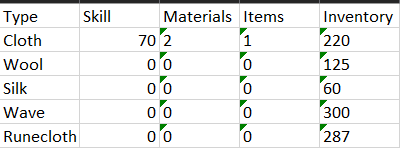 Type Skill Materials Items Inventory
Cloth 70 2 1 220
Wool 0 0 0 125
Silk 0 0 0 60
Wave 0 0 0 300
Runecloth 0 0 0 287